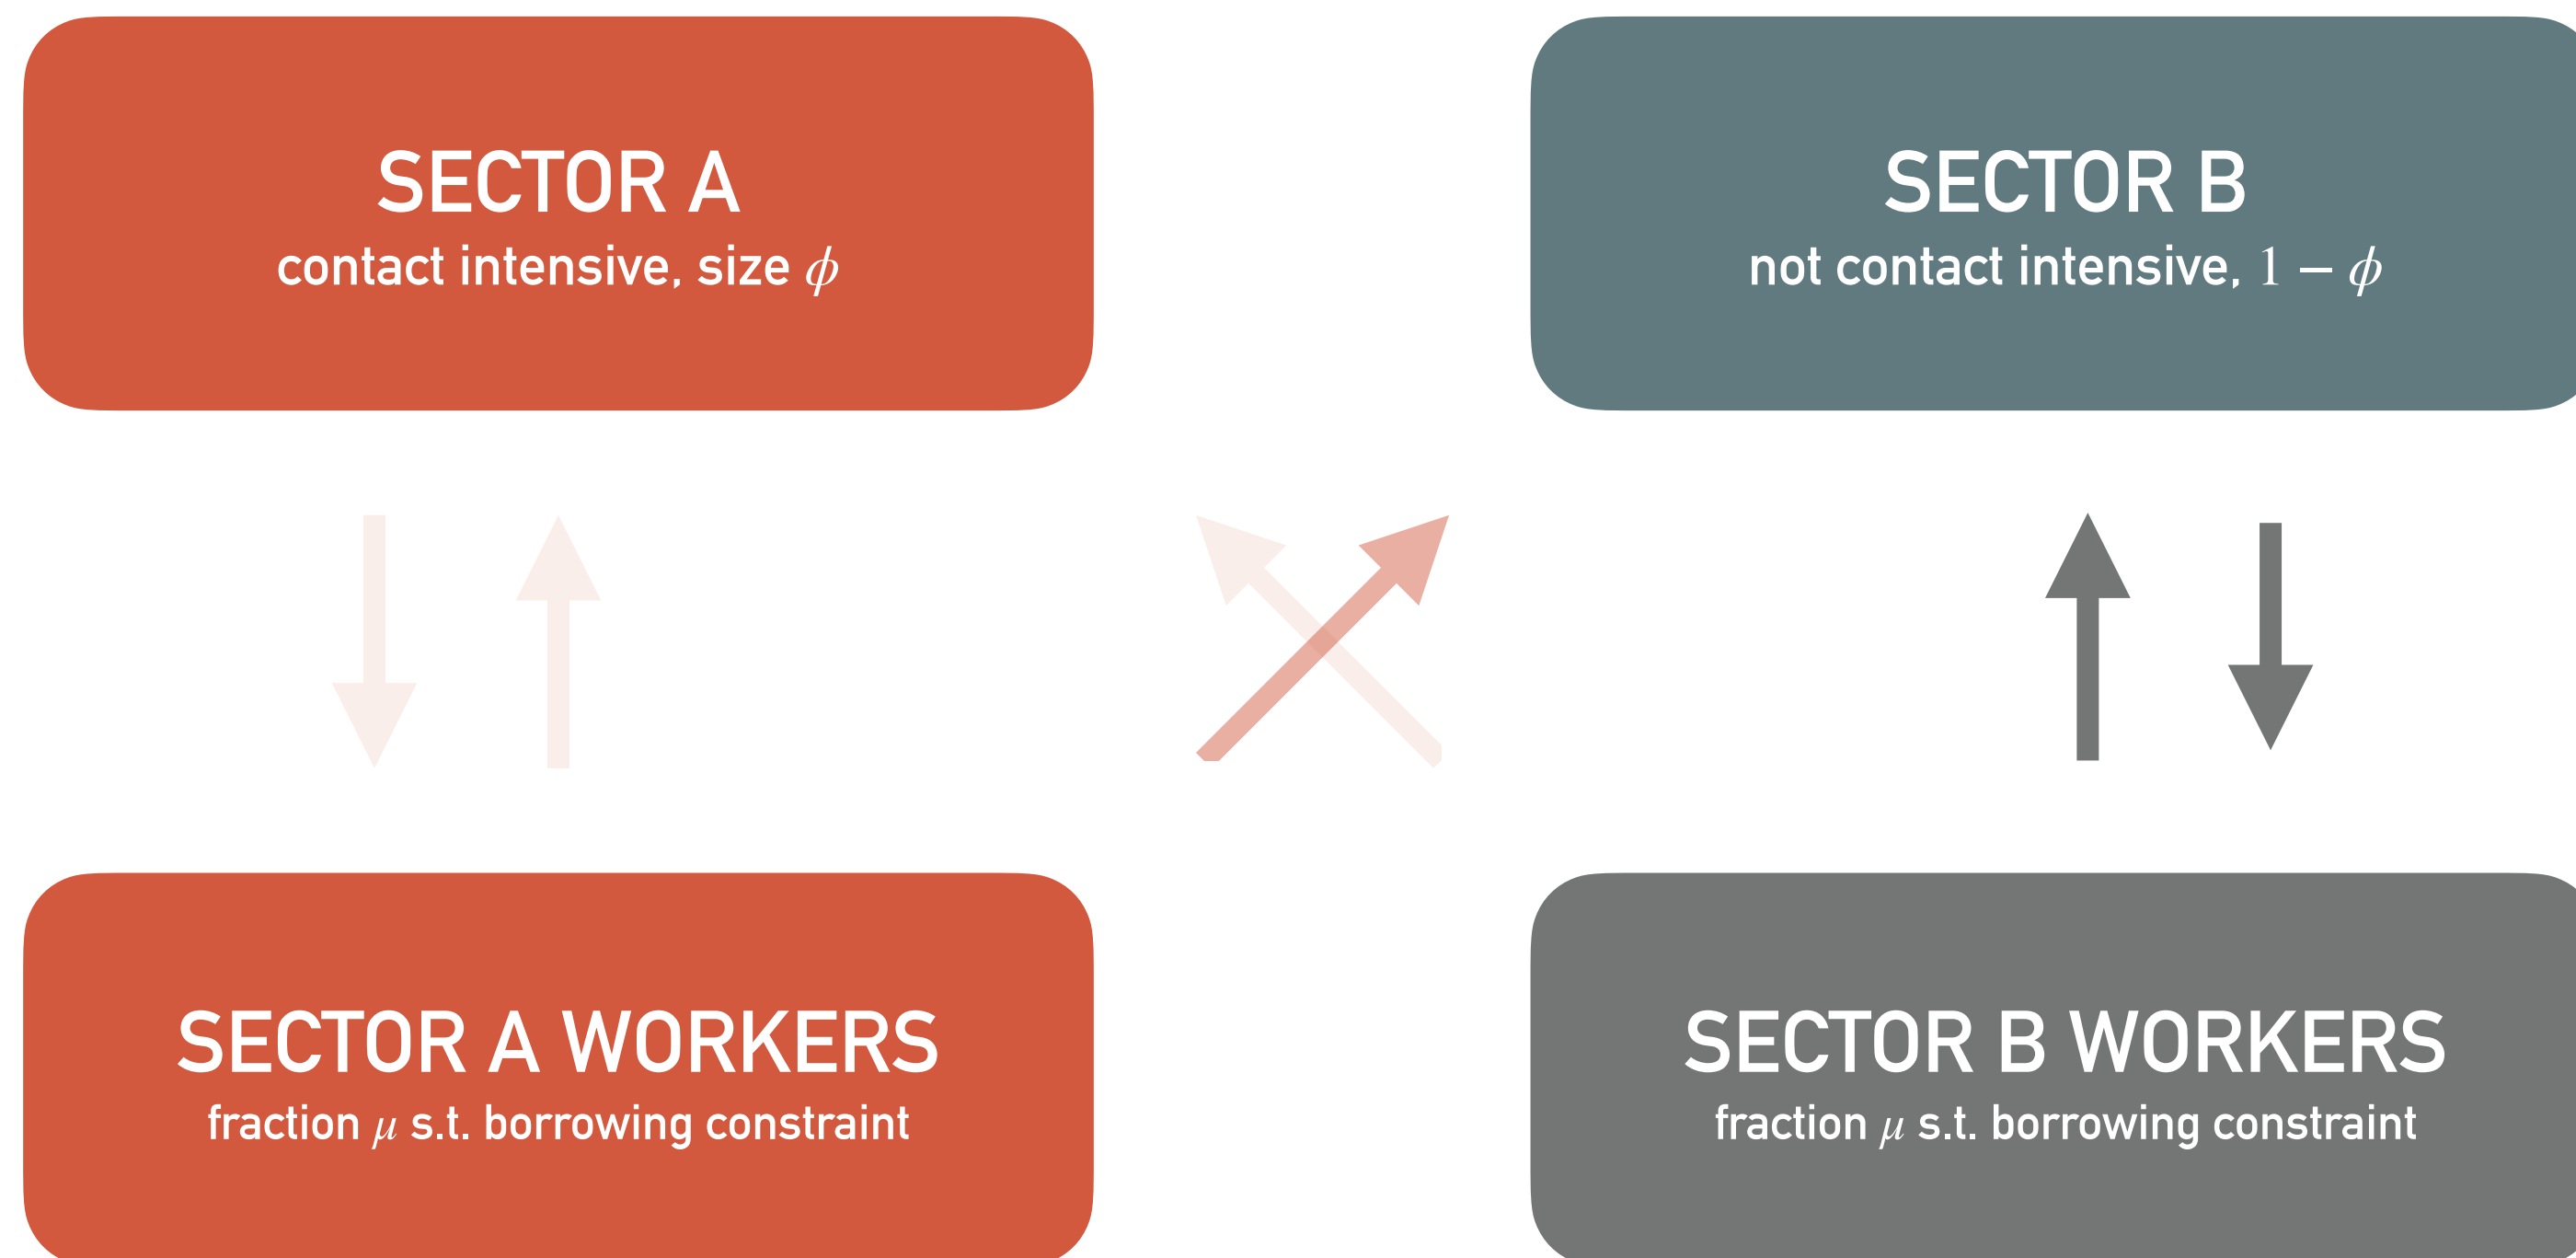 SECTOR A
contact intensive, size ϕ
SECTOR B
not contact intensive, 1 − ϕ
SECTOR A WORKERS
fraction μ s.t. borrowing constraint
SECTOR B WORKERS
fraction μ s.t. borrowing constraint